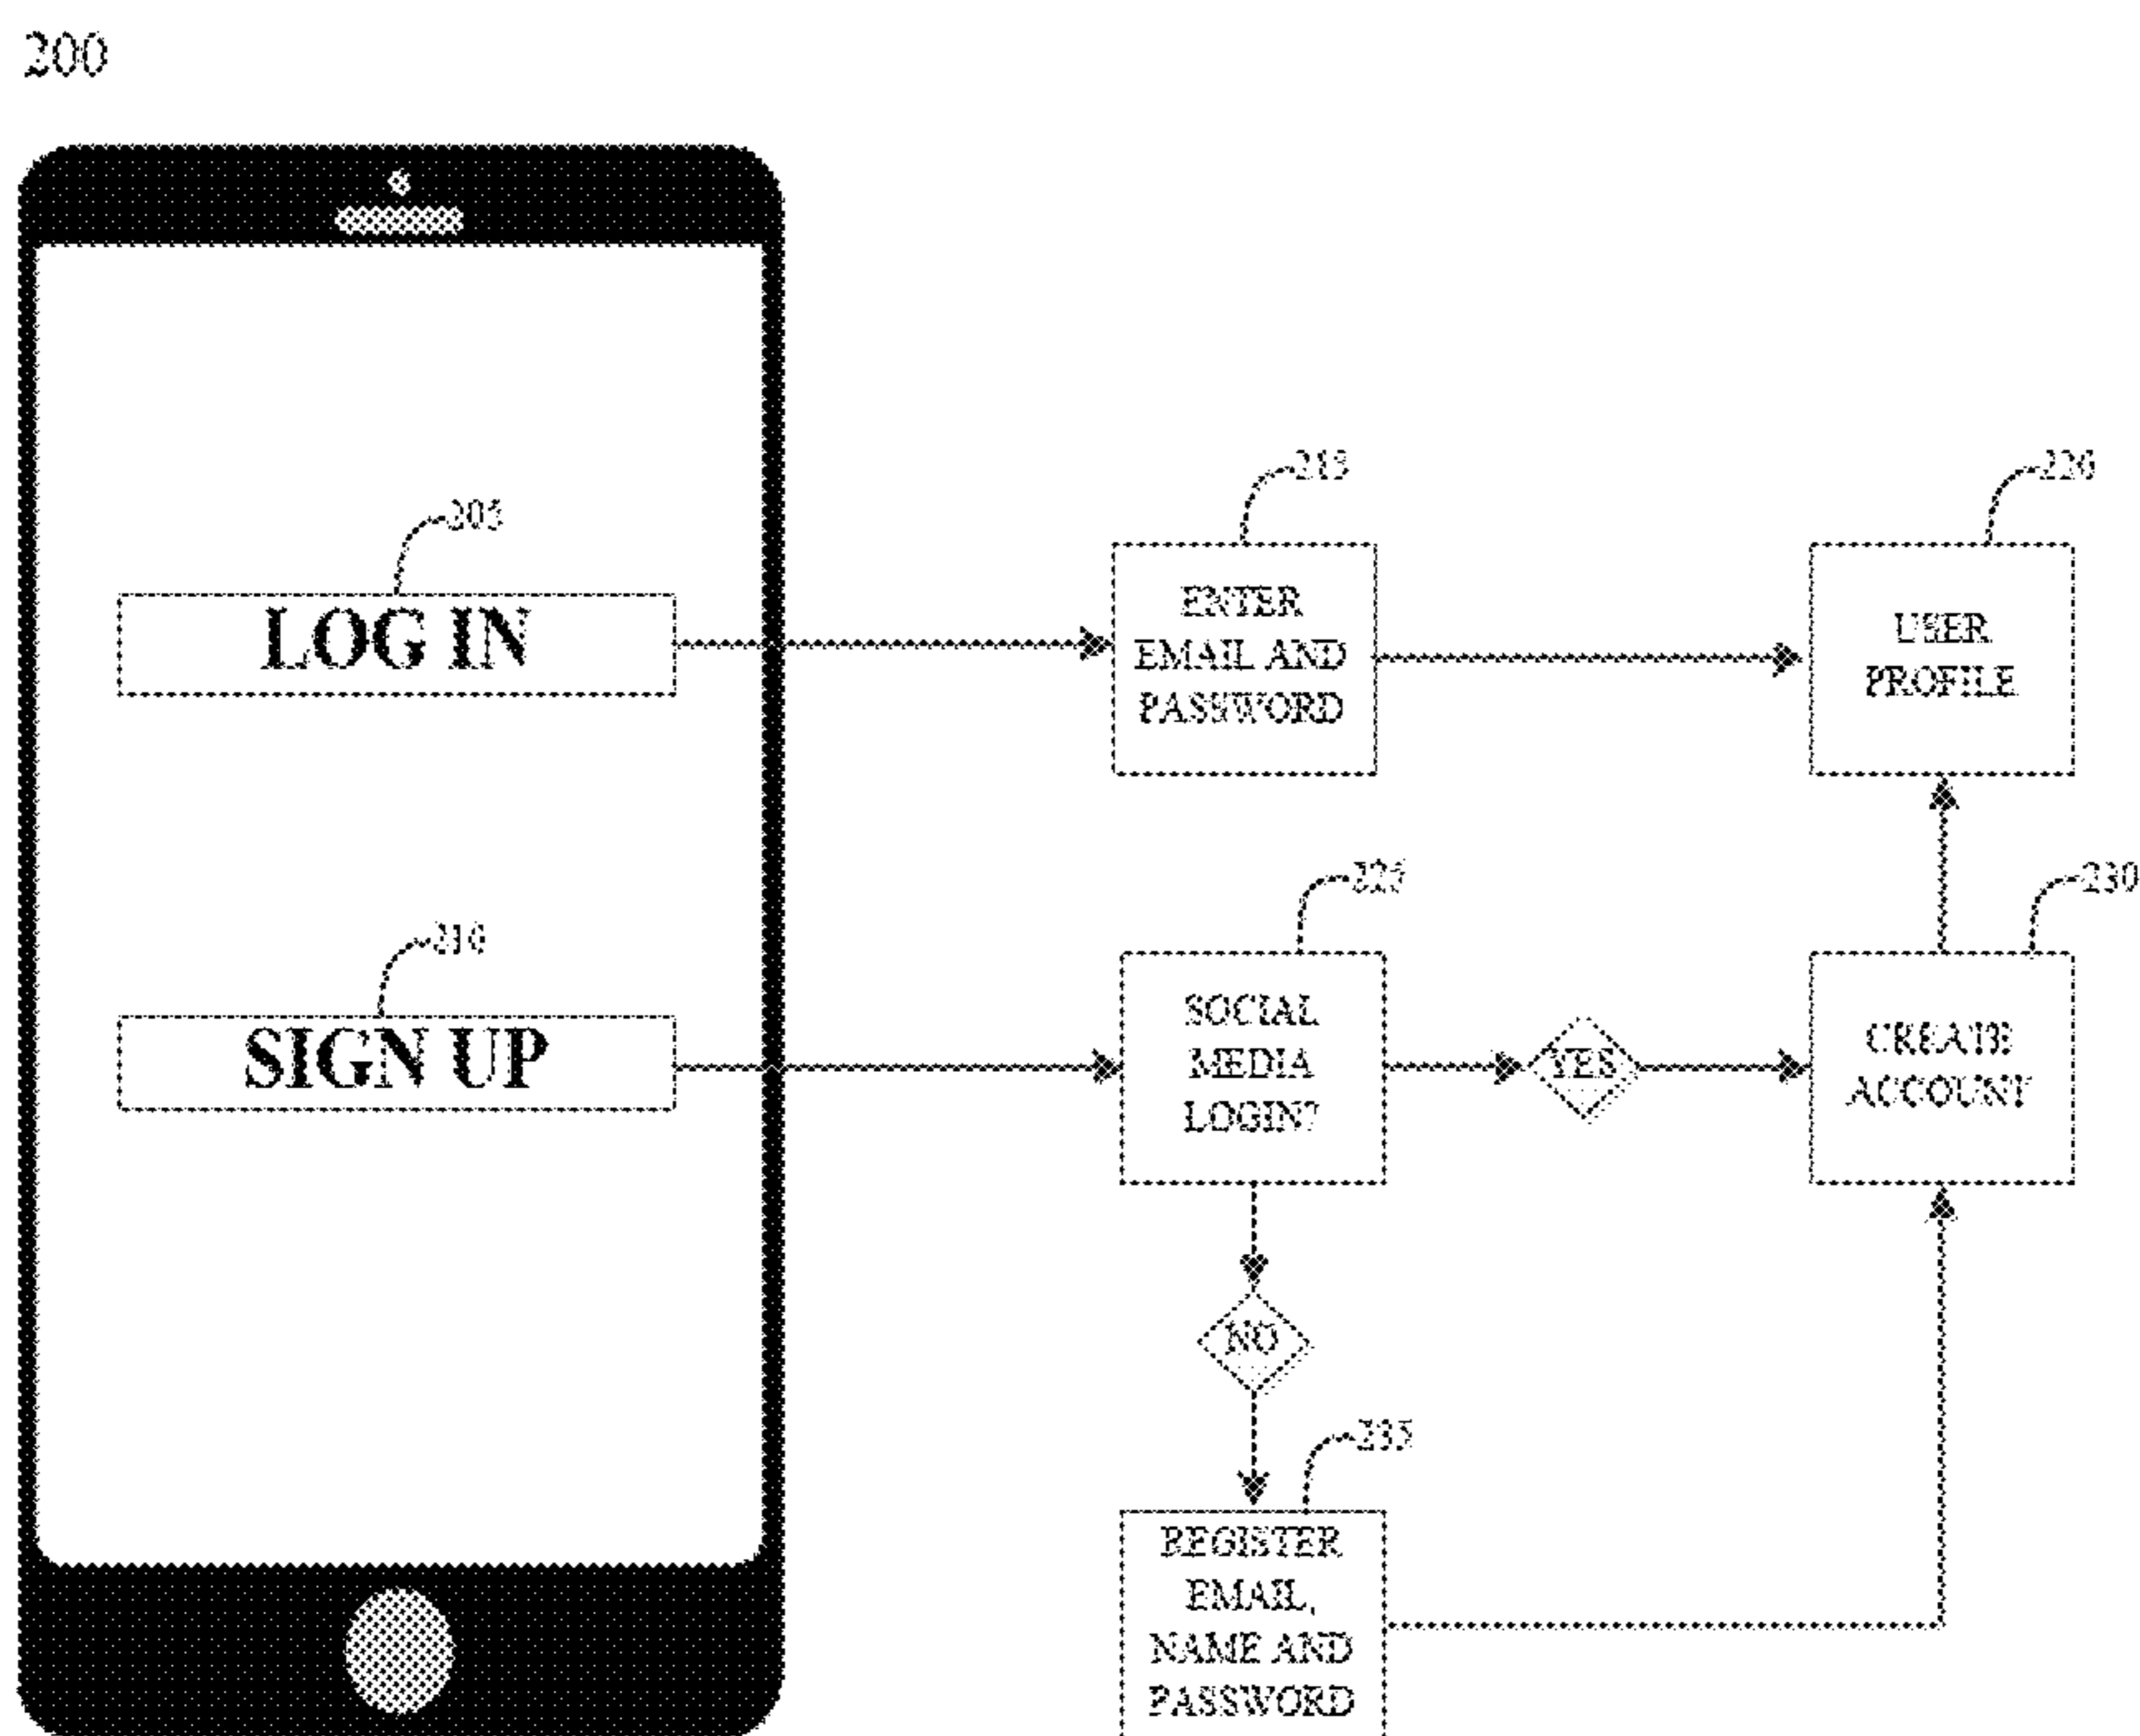 200
205
LOG IN
210
SIGN UP
215
ENTER
EMAIL AND
PASSWORD
220
USER
PROFILE
225
SOCIAL
MEDIA
LOGIN?
YES
230
CREATE
ACCOUNT
NO
235
REGISTER
EMAIL,
NAME AND
PASSWORD